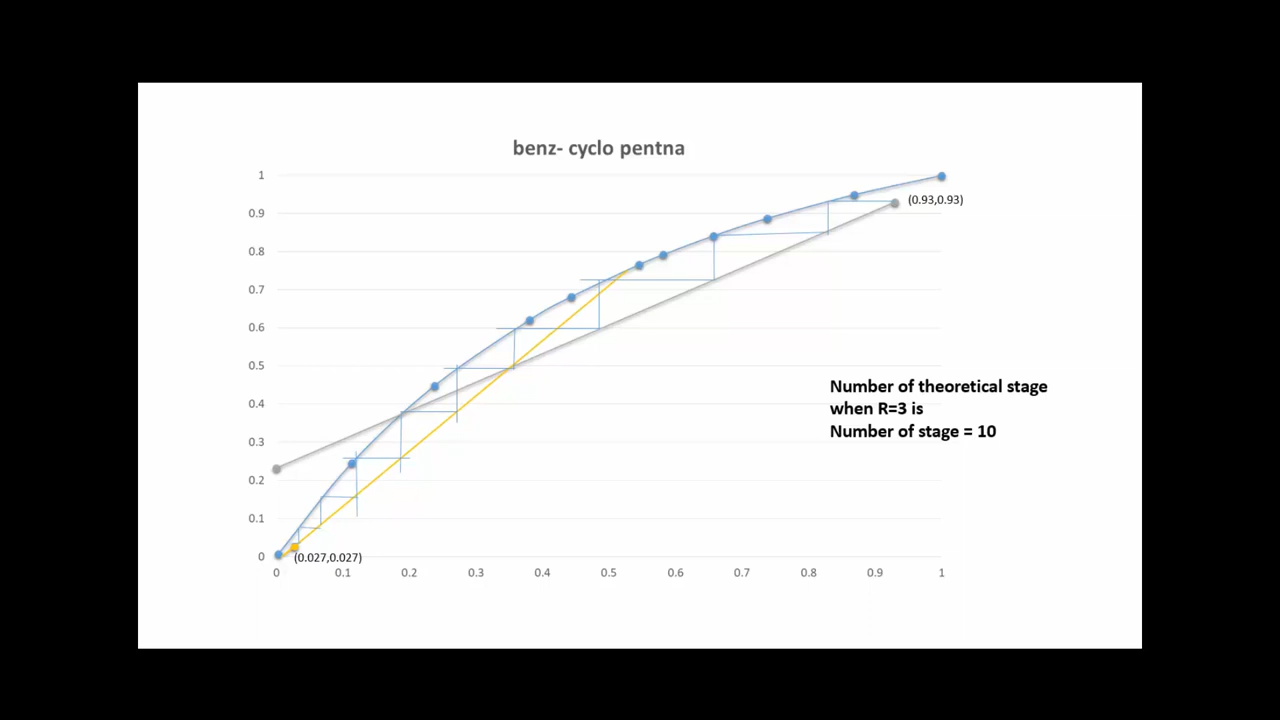 benz- cyclo pentna
1
0.9
(0.93,0.93)
0.8
0.7
0.6
0.5
Number of theoretical stage
when R=3 is
Number of stage = 10
0.4
0.3
0.2
0.1
0
(0.027,0.027)
0 0.1 0.2 0.3 0.4 0.5 0.6 0.7 0.8 0.9 1